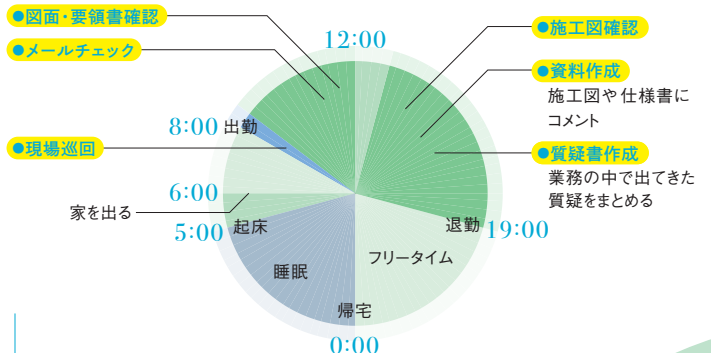 ●図面・要領書確認
●メールチェック
12:00
●施工図確認
●資料作成
施工図や仕様書に
コメント
8:00 出勤
●現場巡回
●質疑書作成
業務の中で出てきた
質疑をまとめる
6:00
家を出る
5:00 起床
退勤 19:00
フリータイム
睡眠
帰宅
0:00